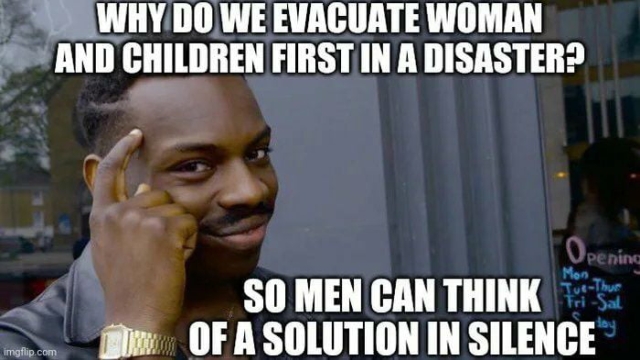 WHY DO WE EVACUATE WOMAN
AND CHILDREN FIRST IN A DISASTER?
Opening
Mon
Tue-Thur
Fri - Sat
SO MEN CAN THINK
OF A SOLUTION IN SILENCE
imgflip.com